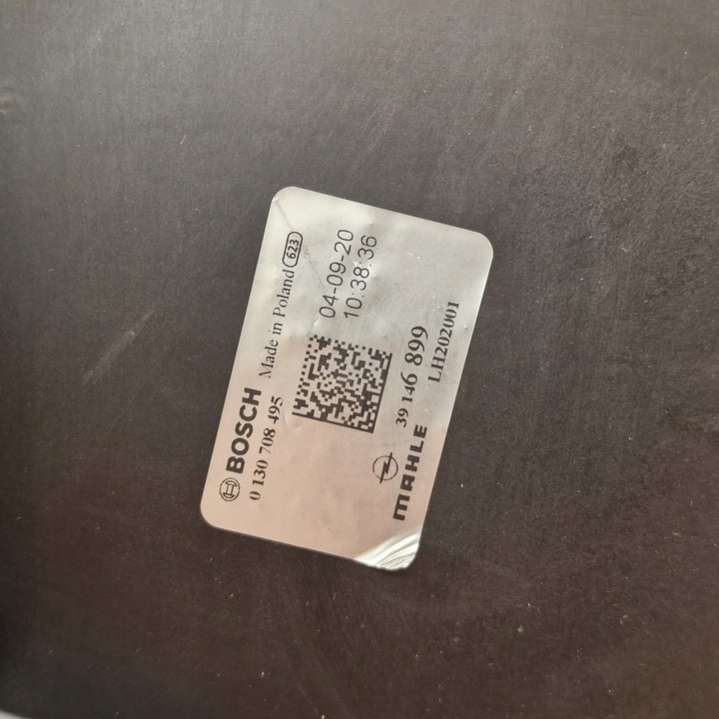 BOSCH Made in Poland 623
0 130 708 495
04-09-20
10:38:36
39 146 899
MAHLE LH202001